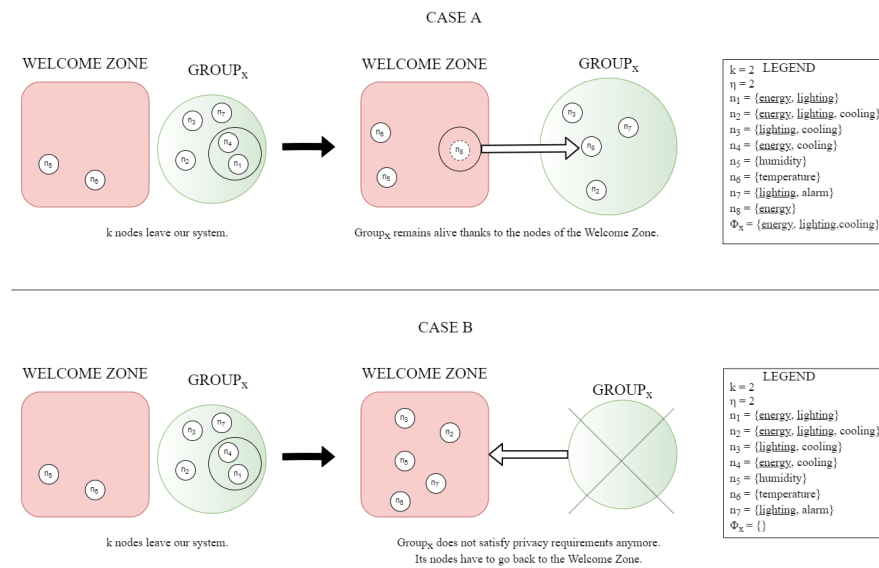 CASE A
WELCOME ZONE
GROUPx
n3
n7
n4
n2
n1
n5
n6
k nodes leave our system.
WELCOME ZONE
GROUPx
n6
n8
n5
n3
n7
n8
n2
Groupx remains alive thanks to the nodes of the Welcome Zone.
LEGEND
k = 2
η = 2
n1 = {energy, lighting}
n2 = {energy, lighting, cooling}
n3 = {lighting, cooling}
n4 = {energy, cooling}
n5 = {humidity}
n6 = {temperature}
n7 = {lighting, alarm}
n8 = {energy}
Φx = {energy, lighting,cooling}
CASE B
WELCOME ZONE
GROUPx
n3
n7
n4
n2
n1
n5
n6
k nodes leave our system.
WELCOME ZONE
GROUPx
n3
n2
n5
n7
n6
Groupx does not satisfy privacy requirements anymore.
Its nodes have to go back to the Welcome Zone.
LEGEND
k = 2
η = 2
n1 = {energy, lighting}
n2 = {energy, lighting, cooling}
n3 = {lighting, cooling}
n4 = {energy, cooling}
n5 = {humidity}
n6 = {temperature}
n7 = {lighting, alarm}
Φx = {}